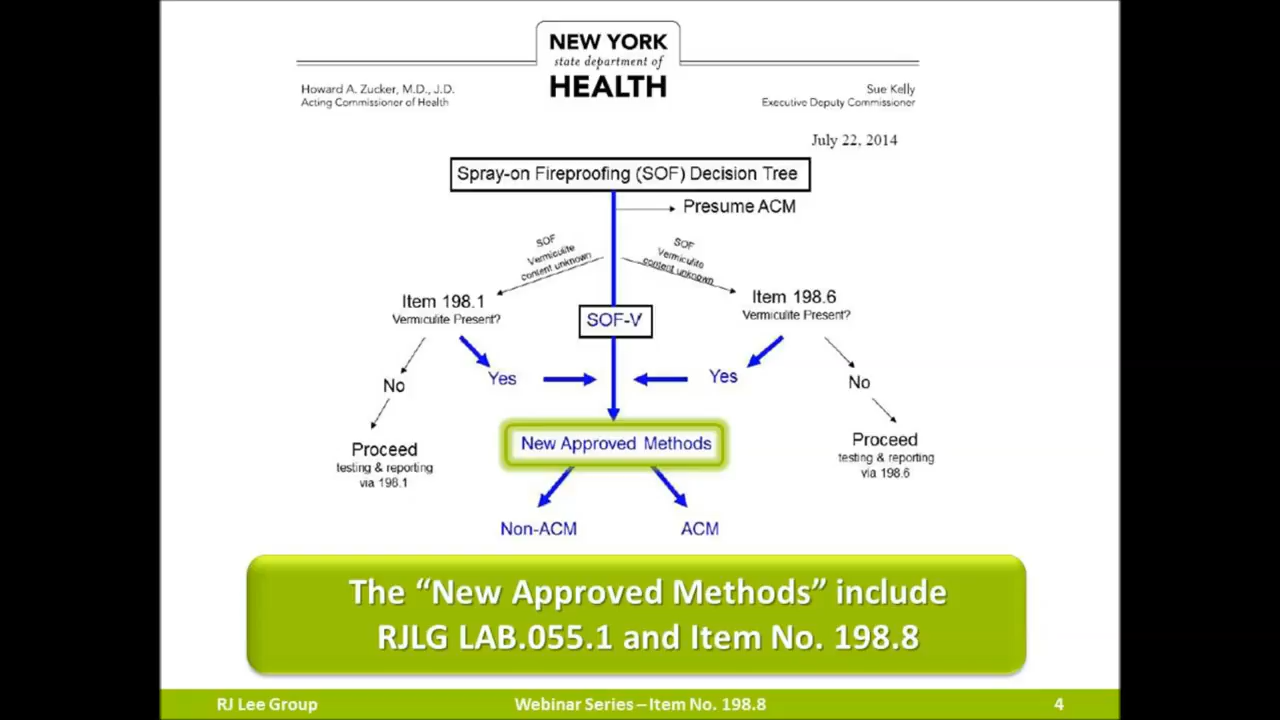 NEW YORK
state department of
HEALTH
Howard A. Zucker, M.D., J.D.
Acting Commissioner of Health
Sue Kelly
Executive Deputy Commissioner
July 22, 2014
Spray-on Fireproofing (SOF) Decision Tree
Presume ACM
SOF
Vermiculite
content unknown
SOF
Vermiculite
content unknown
Item 198.1
Vermiculite Present?
SOF-V
Item 198.6
Vermiculite Present?
No
Yes
Yes
No
Proceed
testing & reporting
via 198.1
New Approved Methods
Proceed
testing & reporting
via 198.6
Non-ACM
ACM
The “New Approved Methods” include
RJLG LAB.055.1 and Item No. 198.8
RJ Lee Group
Webinar Series – Item No. 198.8
4